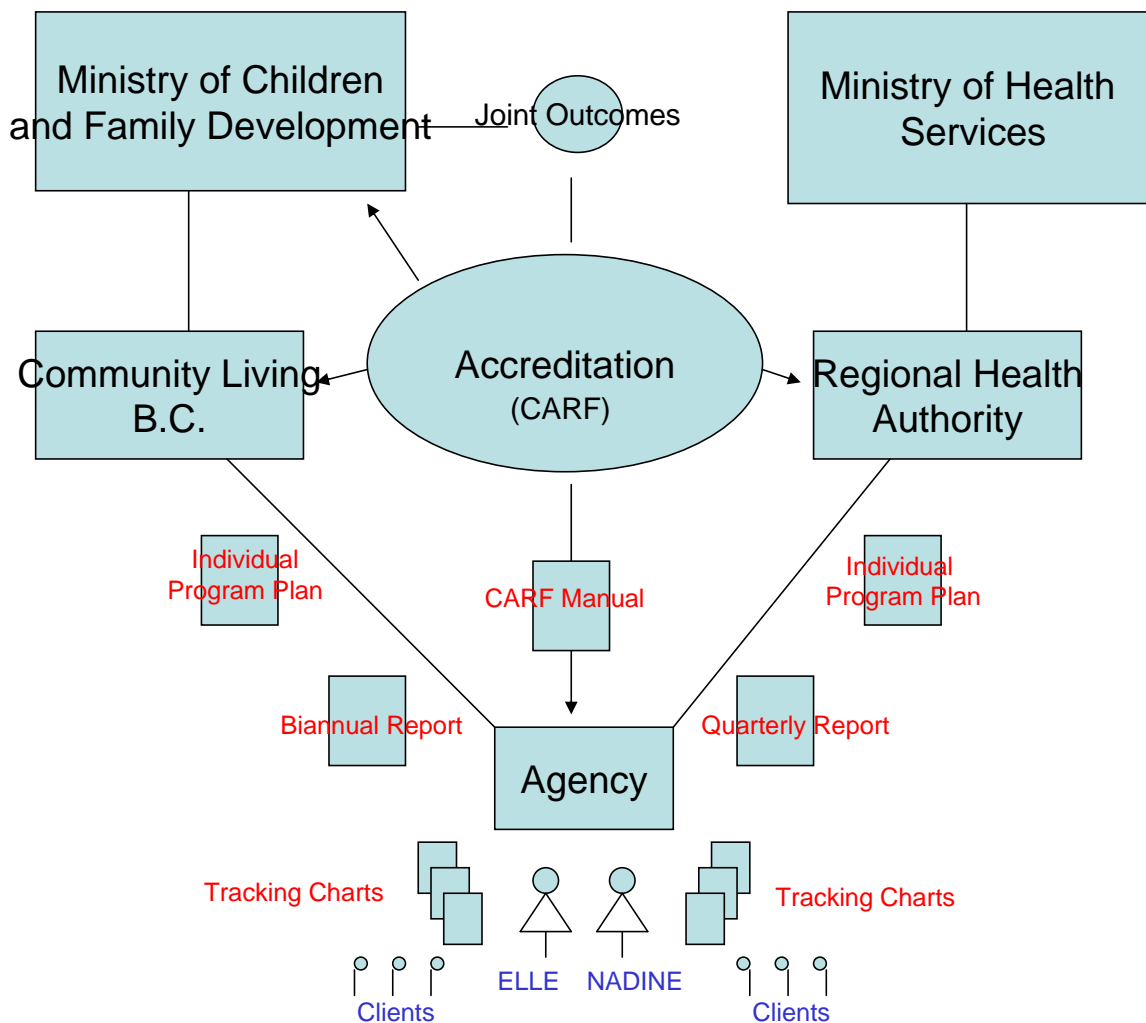 Ministry of Children
and Family Development
Joint Outcomes
Ministry of Health
Services
Community Living
B.C.
Accreditation
(CARF)
Regional Health
Authority
Individual
Program Plan
CARF Manual
Individual
Program Plan
Biannual Report
Quarterly Report
Agency
Tracking Charts
Tracking Charts
ELLE
NADINE
Clients
Clients